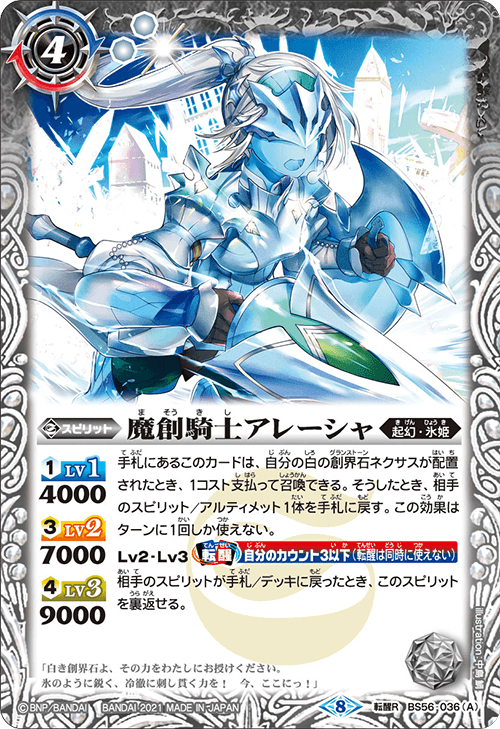 4
スピリット
魔創騎士アレーシャ
まそうきし
起幻・氷姫
きげん ひょうき
1 LV1
4000
3 LV2
7000
4 LV3
9000
手札にあるこのカードは、自分の白の創界石ネクサスが配置
されたとき、1コスト支払って召喚できる。そうしたとき、相手
のスピリット/アルティメット1体を手札に戻す。この効果は
ターンに1回しか使えない。
Lv2・Lv3 転醒 自分のカウント3以下(転醒は同時に使えない)
相手のスピリットが手札/デッキに戻ったとき、このスピリット
を裏返せる。
「白き創界石よ、その力をわたしにお授けください。
氷のように鋭く、冷徹に刺し貫く力を! 今、ここにっ!」
©BNP/BANDAI BANDAI 2021 MADE IN JAPAN
8
転醒R BS56-036(A)